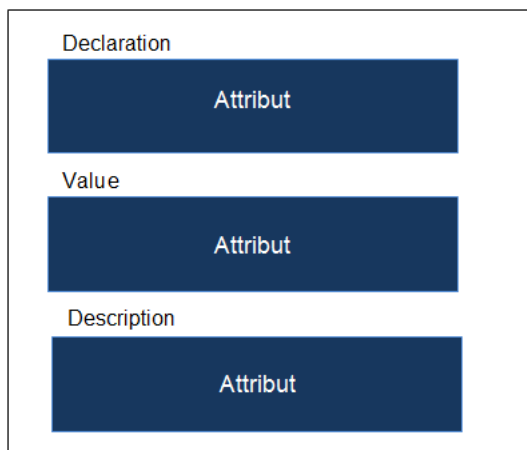 Declaration
Attribut
Value
Attribut
Description
Attribut